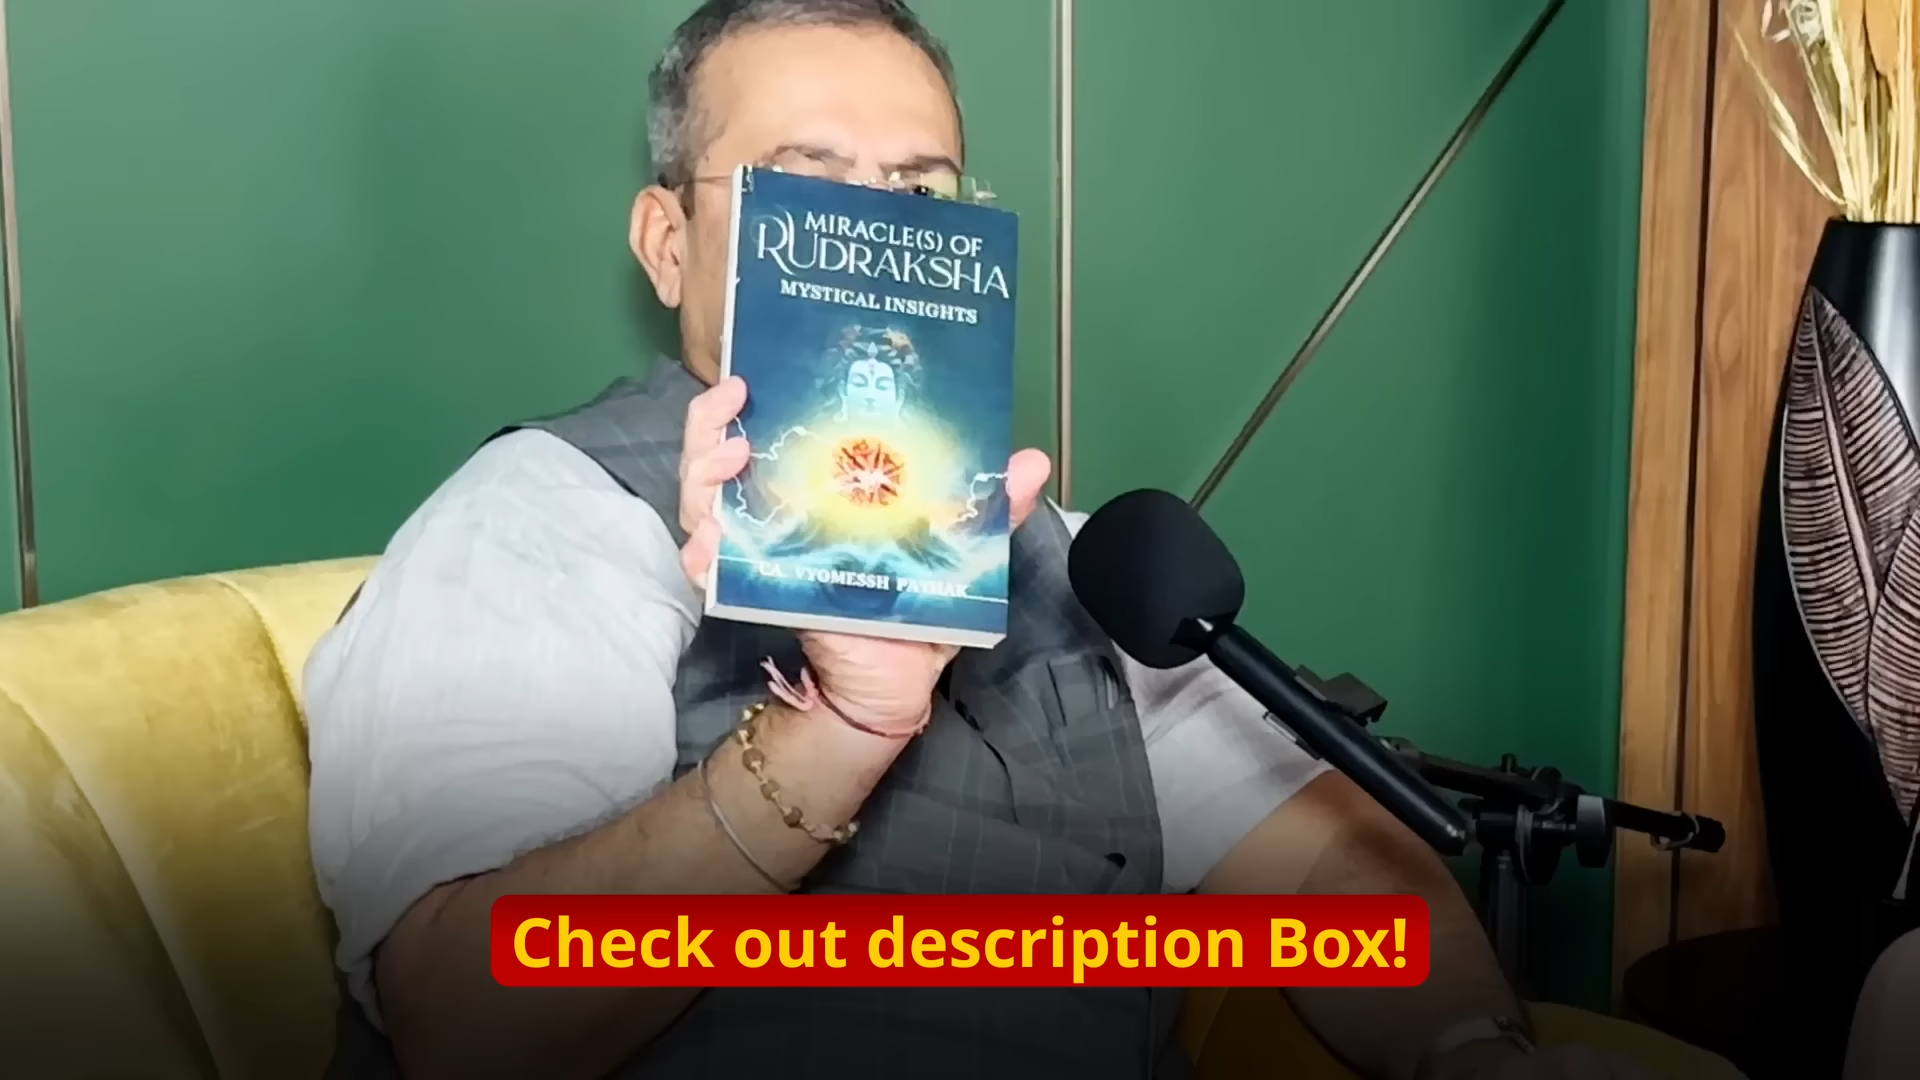 MIRACLE(S) OF
RUDRAKSHA
MYSTICAL INSIGHTS
CA. VYOMESSH PATHAK
Check out description Box!